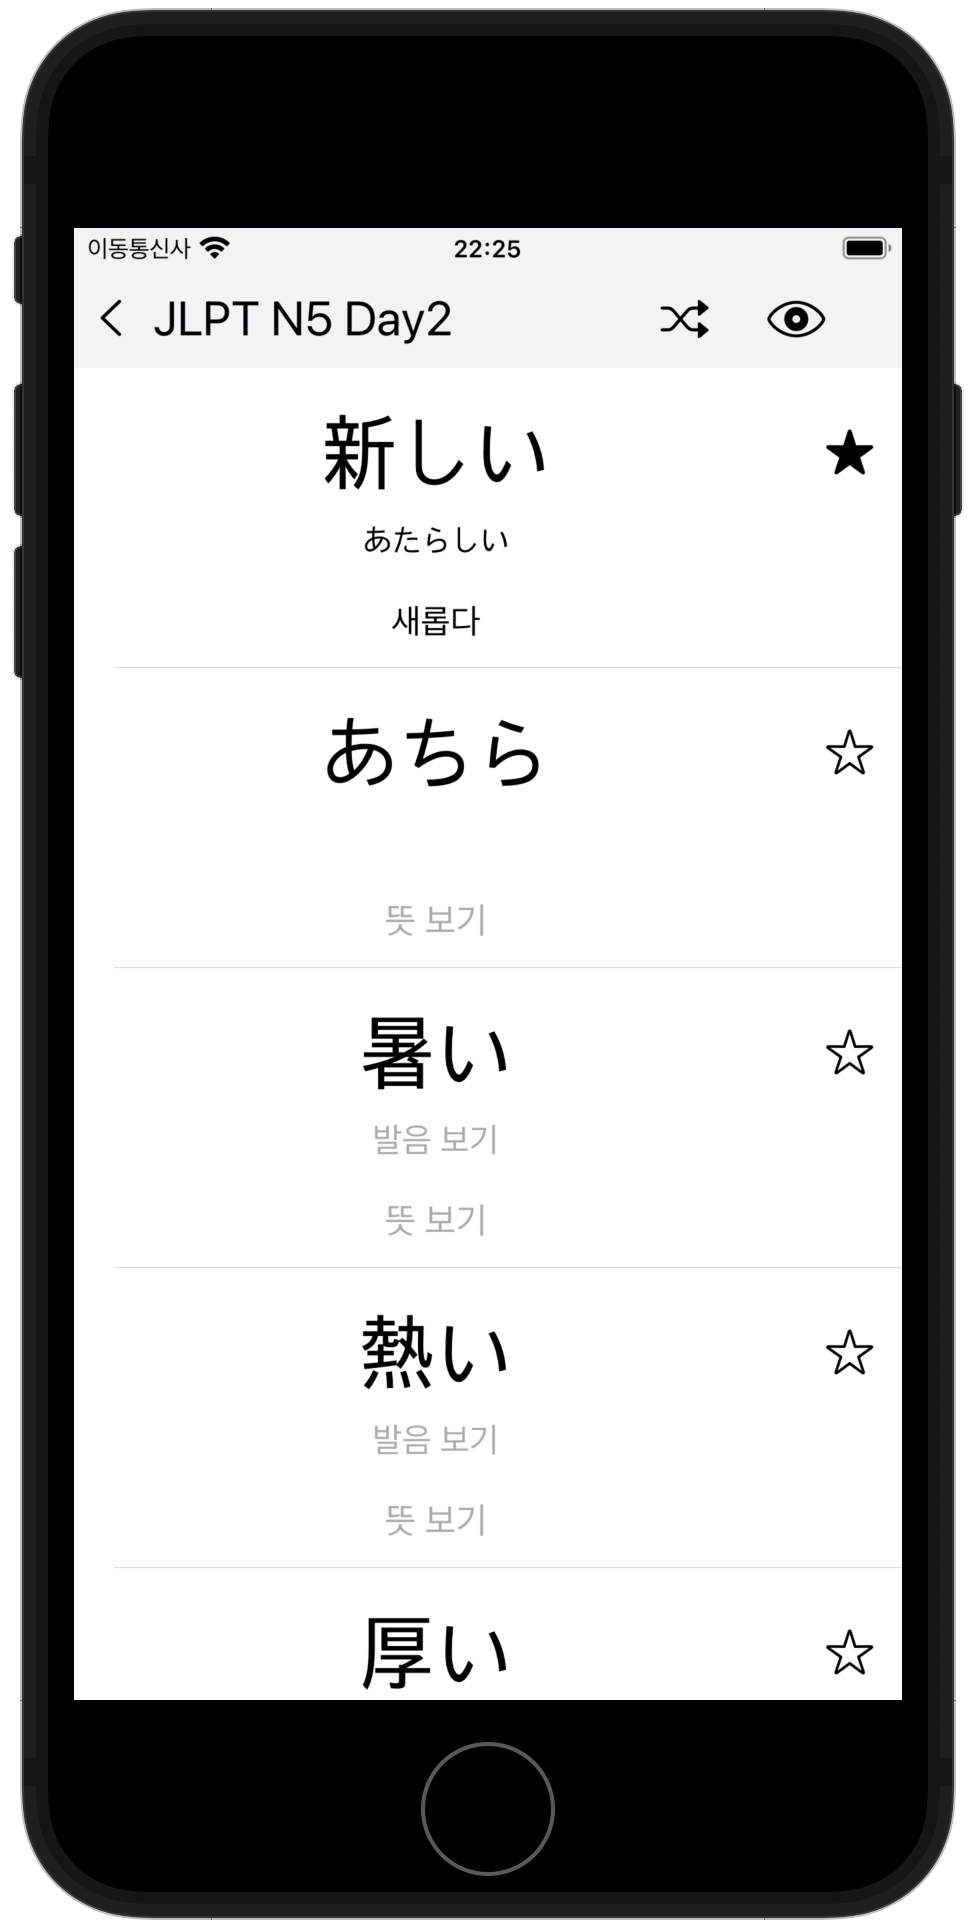 이동통신사 22:25
JLPT N5 Day2
新しい
あたらしい
새롭다
あちら
뜻 보기
暑い
발음 보기
뜻 보기
熱い
발음 보기
뜻 보기
厚い